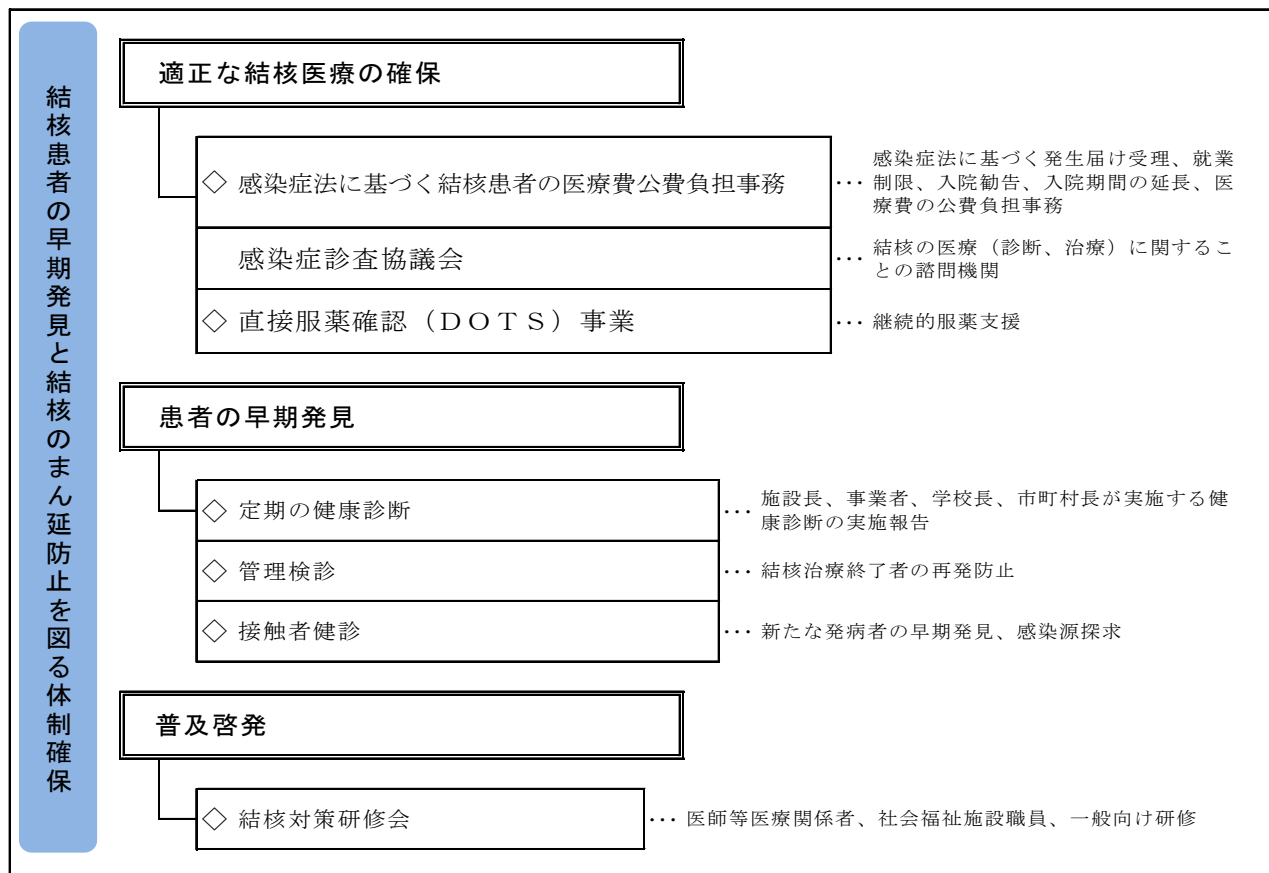 結核患者の早期発見と結核のまん延防止を図る体制確保
適正な結核医療の確保
◇ 感染症法に基づく結核患者の医療費公費負担事務
… 感染症法に基づく発生届け受理、就業
制限、入院勧告、入院期間の延長、医
療費の公費負担事務
感染症診査協議会
… 結核の医療（診断、治療）に関するこ
との諮問機関
◇ 直接服薬確認（ＤＯＴＳ）事業
… 継続的服薬支援
患者の早期発見
◇ 定期の健康診断
… 施設長、事業者、学校長、市町村長が実施する健
康診断の実施報告
◇ 管理検診
… 結核治療終了者の再発防止
◇ 接触者健診
… 新たな発病者の早期発見、感染源探求
普及啓発
◇ 結核対策研修会
… 医師等医療関係者、社会福祉施設職員、一般向け研修